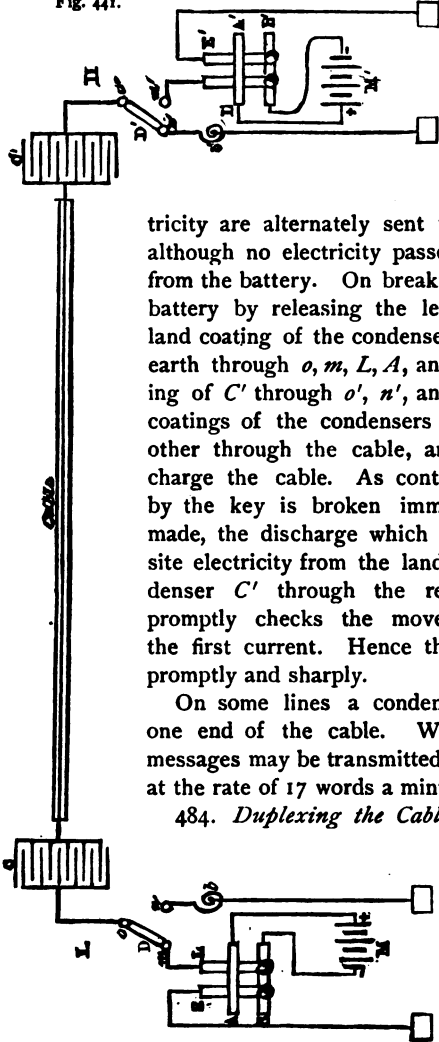 Fig. 441.
tricity are alternately sent
although no electricity passe
from the battery. On break
battery by releasing the le
land coating of the condense
earth through o, m, L, A, an
ing of C' through o', n', an
coatings of the condensers
other through the cable, a
charge the cable. As cont
by the key is broken imm
made, the discharge which
site electricity from the land
denser C' through the re
promptly checks the move
the first current. Hence th
promptly and sharply.
On some lines a conden
one end of the cable. W
messages may be transmitted
at the rate of 17 words a min
484. Duplexing the Cabl